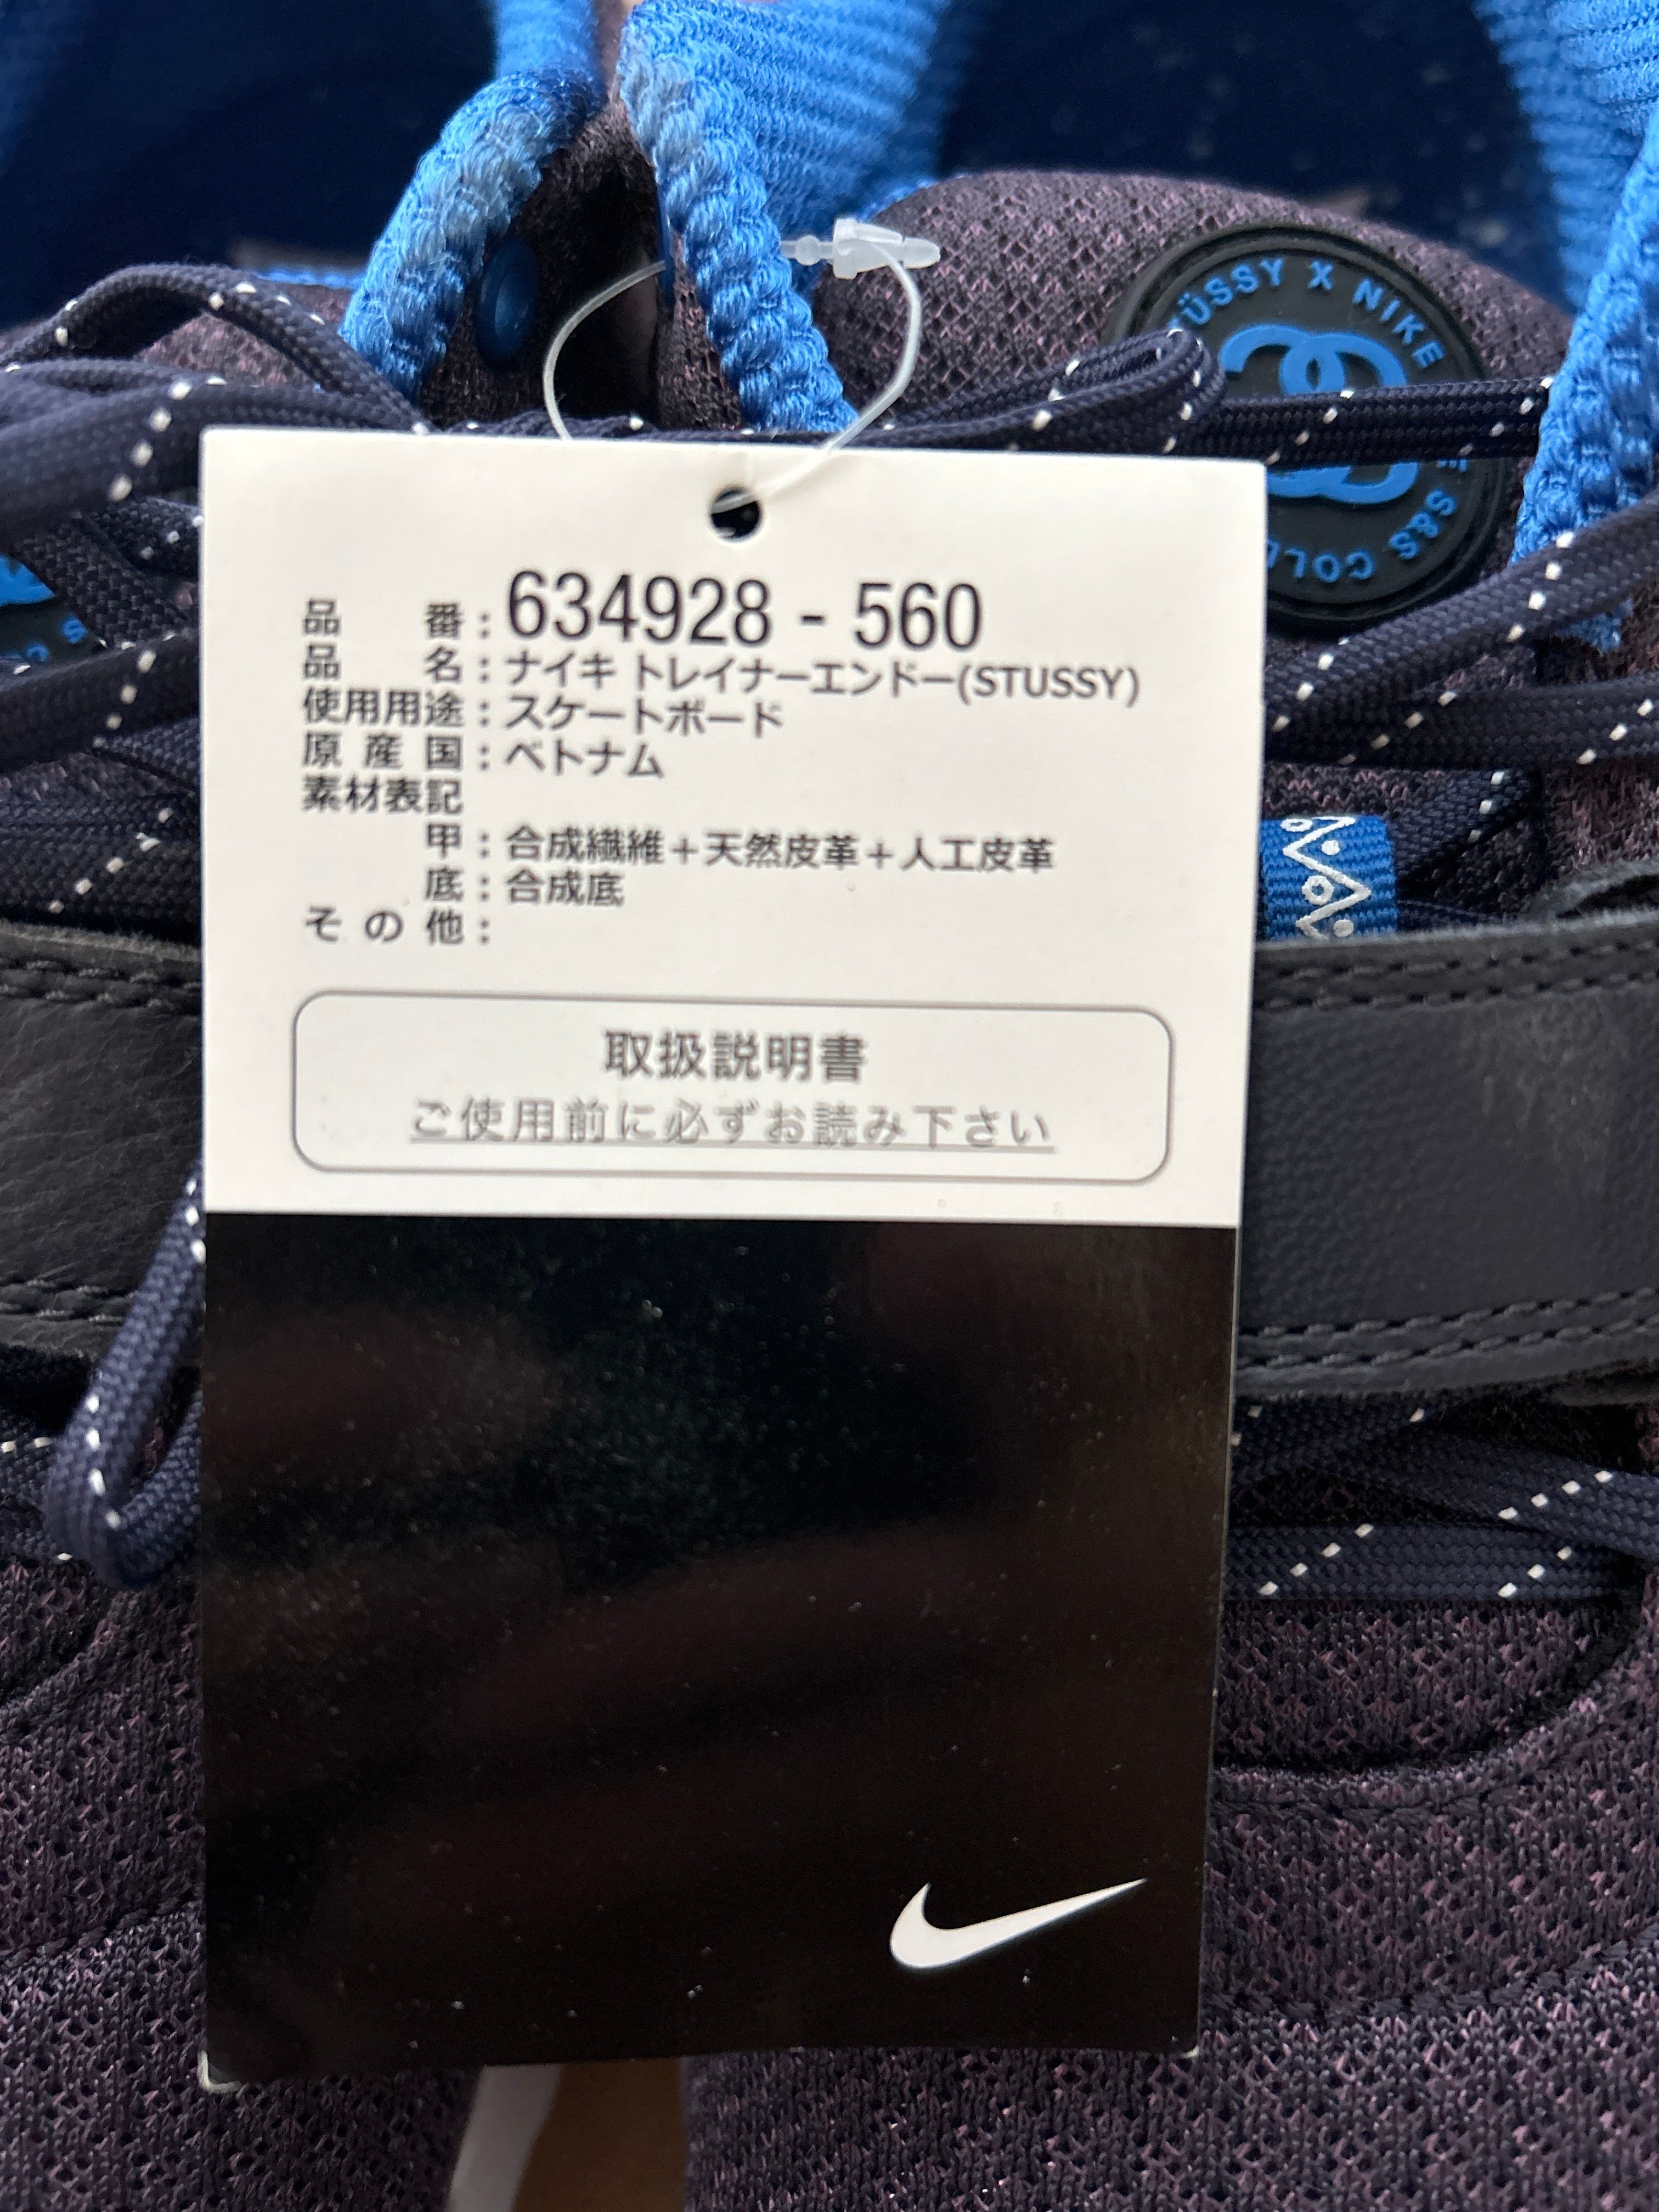 ÜSSY X NIKE
S&S COLE
品番：634928 - 560
品名：ナイキ トレイナーエンドー(STUSSY)
使用用途：スケートボード
原産国：ベトナム
素材表記
甲：合成繊維＋天然皮革＋人工皮革
底：合成底
その他：
取扱説明書
ご使用前に必ずお読み下さい